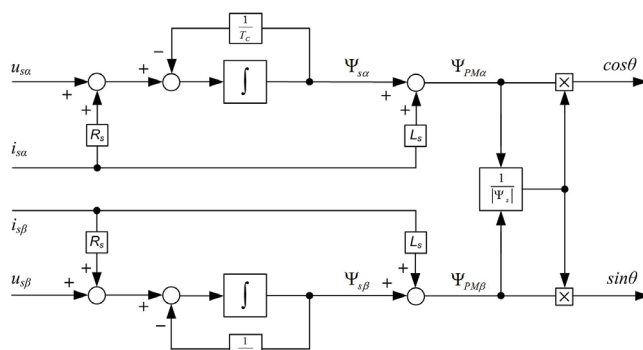 1
T_C
−
u_sα
+
+
+
∫
Ψ_sα
+
+
Ψ_PMα
×
cosθ
R_s
L_s
i_sα
1
|Ψ_s|
i_sβ
R_s
L_s
u_sβ
+
+
+
−
∫
Ψ_sβ
+
+
Ψ_PMβ
×
sinθ
1